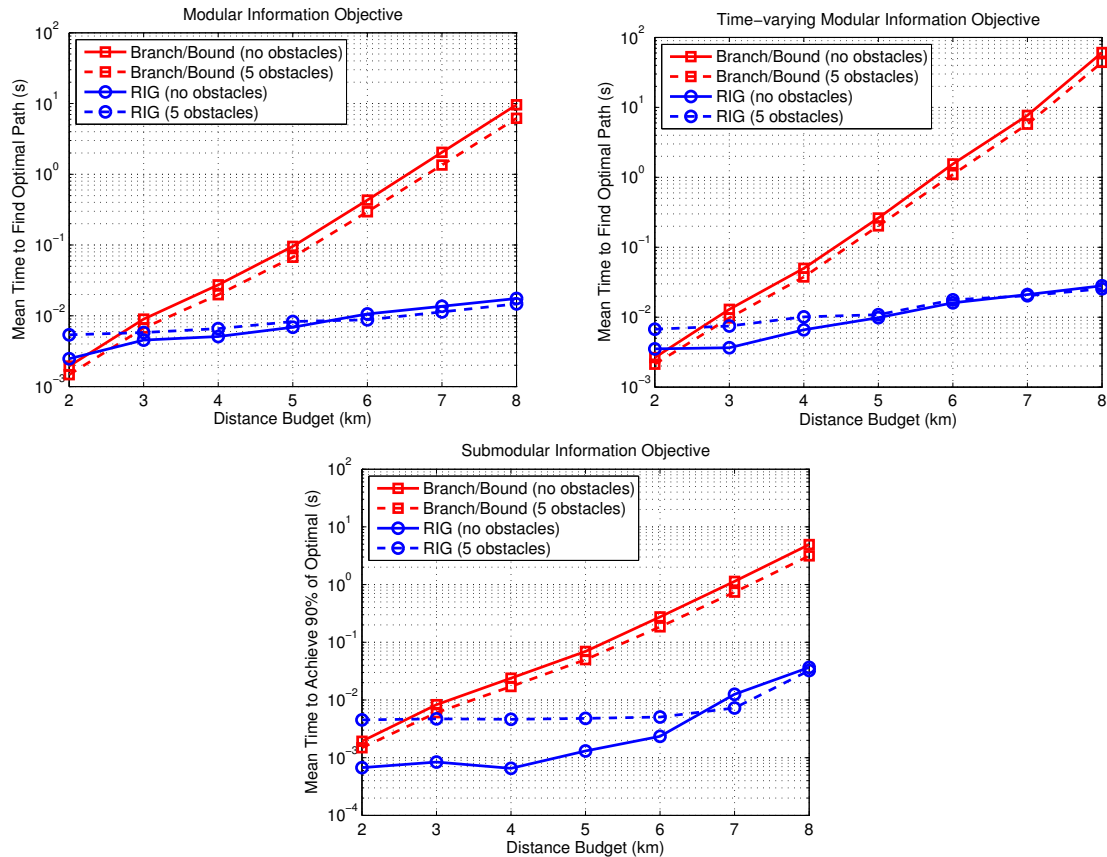 Modular Information Objective
10^2
10^1
10^0
10^−1
10^−2
10^−3
Mean Time to Find Optimal Path (s)
Branch/Bound (no obstacles)
Branch/Bound (5 obstacles)
RIG (no obstacles)
RIG (5 obstacles)
2 3 4 5 6 7 8
Distance Budget (km)
Time−varying Modular Information Objective
10^2
10^1
10^0
10^−1
10^−2
10^−3
Mean Time to Find Optimal Path (s)
Branch/Bound (no obstacles)
Branch/Bound (5 obstacles)
RIG (no obstacles)
RIG (5 obstacles)
2 3 4 5 6 7 8
Distance Budget (km)
Submodular Information Objective
10^2
10^1
10^0
10^−1
10^−2
10^−3
10^−4
Mean Time to Achieve 90% of Optimal (s)
Branch/Bound (no obstacles)
Branch/Bound (5 obstacles)
RIG (no obstacles)
RIG (5 obstacles)
2 3 4 5 6 7 8
Distance Budget (km)